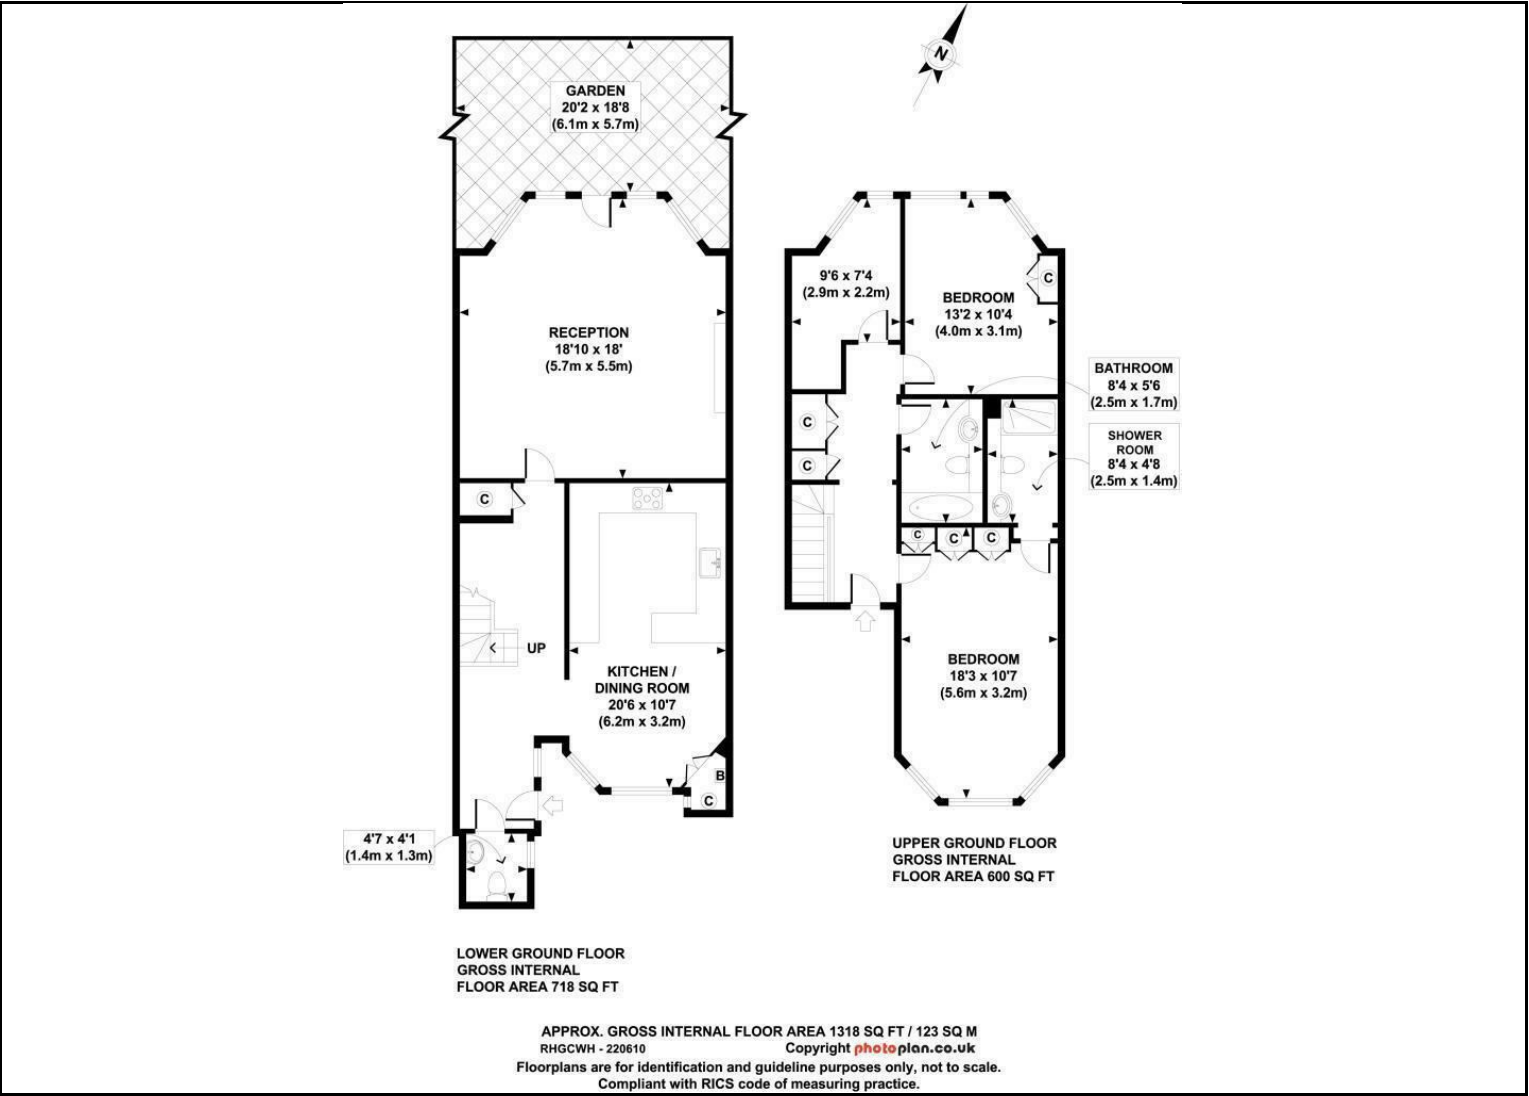 N
GARDEN
20'2 x 18'8
(6.1m x 5.7m)
RECEPTION
18'10 x 18'
(5.7m x 5.5m)
C
UP
KITCHEN /
DINING ROOM
20'6 x 10'7
(6.2m x 3.2m)
B
C
4'7 x 4'1
(1.4m x 1.3m)
LOWER GROUND FLOOR
GROSS INTERNAL
FLOOR AREA 718 SQ FT
9'6 x 7'4
(2.9m x 2.2m)
C
BEDROOM
13'2 x 10'4
(4.0m x 3.1m)
BATHROOM
8'4 x 5'6
(2.5m x 1.7m)
SHOWER
ROOM
8'4 x 4'8
(2.5m x 1.4m)
C
C
C
C
C
BEDROOM
18'3 x 10'7
(5.6m x 3.2m)
UPPER GROUND FLOOR
GROSS INTERNAL
FLOOR AREA 600 SQ FT
APPROX. GROSS INTERNAL FLOOR AREA 1318 SQ FT / 123 SQ M
RHGCWH - 220610 Copyright photoplan.co.uk
Floorplans are for identification and guideline purposes only, not to scale.
Compliant with RICS code of measuring practice.